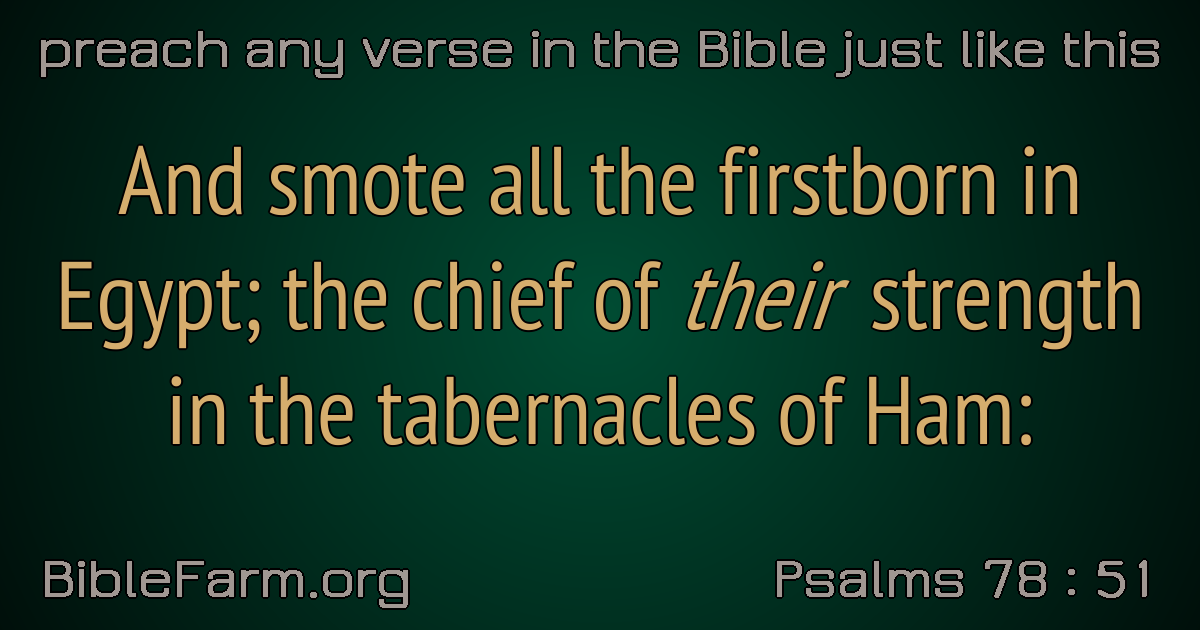 preach any verse in the Bible just like this
And smote all the firstborn in
Egypt; the chief of their strength
in the tabernacles of Ham:
BibleFarm.org
Psalms 78 : 51